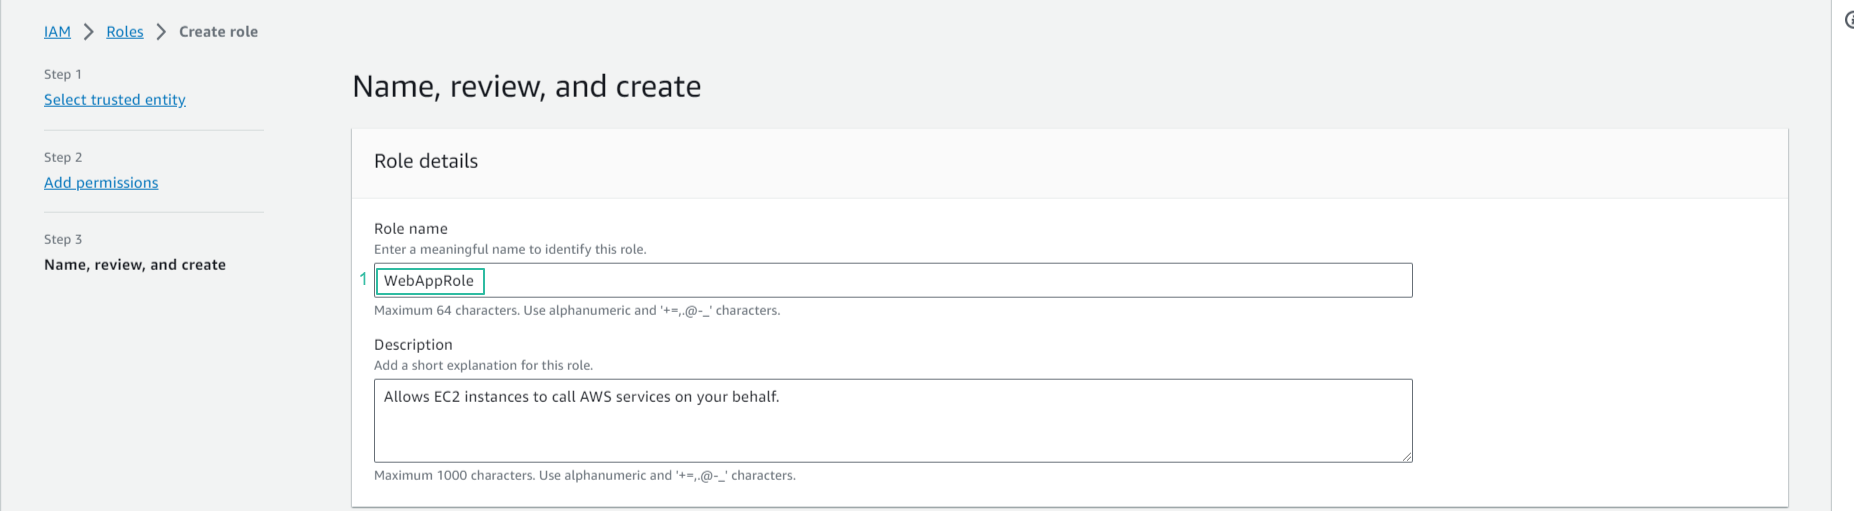 IAM > Roles > Create role
Step 1
Select trusted entity
Step 2
Add permissions
Step 3
Name, review, and create
Name, review, and create
Role details
Role name
Enter a meaningful name to identify this role.
1 WebAppRole
Maximum 64 characters. Use alphanumeric and '+=,.@-_' characters.
Description
Add a short explanation for this role.
Allows EC2 instances to call AWS services on your behalf.
Maximum 1000 characters. Use alphanumeric and '+=,.@-_' characters.